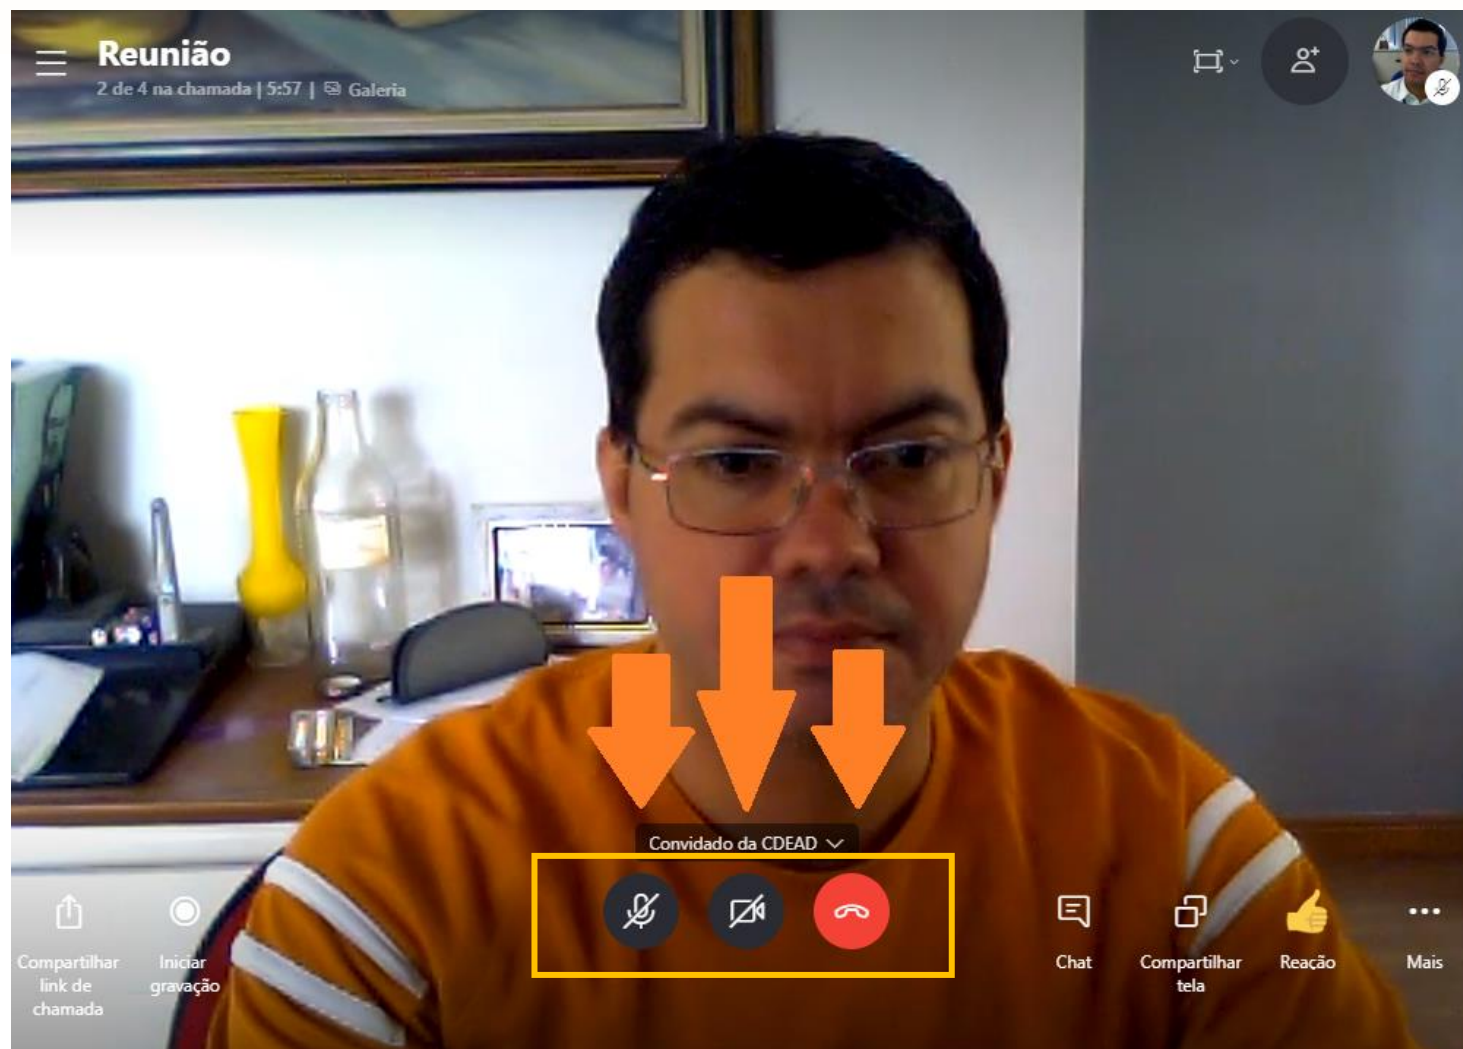 Reunião
2 de 4 na chamada | 5:57 | Galeria
Convidado da CDEAD
Compartilhar
link de
chamada
Iniciar
gravação
Chat
Compartilhar
tela
Reação
Mais